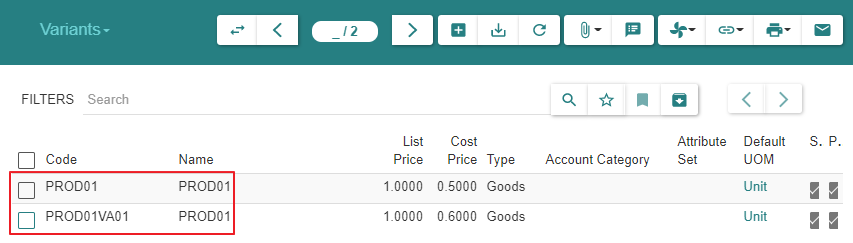 Variants
_ / 2
FILTERS Search
Code Name List Price Cost Price Type Account Category Attribute Set Default UOM S. P.
PROD01 PROD01 1.0000 0.5000 Goods Unit
PROD01VA01 PROD01 1.0000 0.6000 Goods Unit